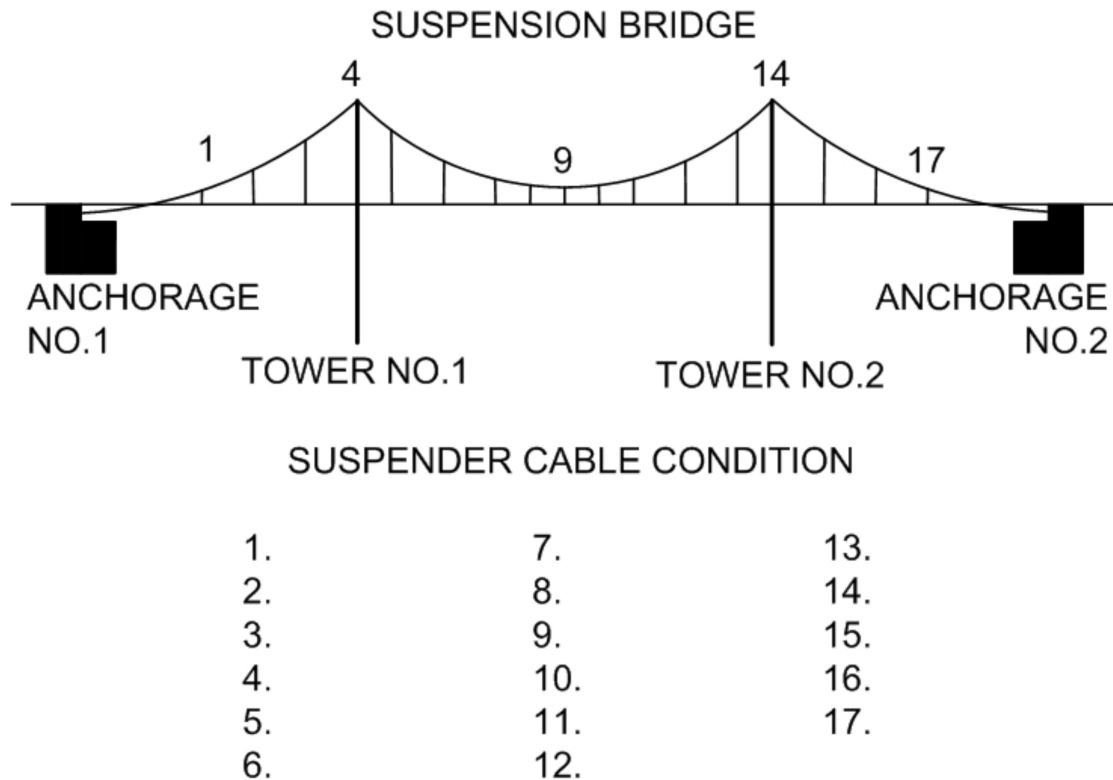 SUSPENSION BRIDGE
4
14
1
9
17
ANCHORAGE
NO.1
ANCHORAGE
NO.2
TOWER NO.1
TOWER NO.2
SUSPENDER CABLE CONDITION
1.
2.
3.
4.
5.
6.
7.
8.
9.
10.
11.
12.
13.
14.
15.
16.
17.